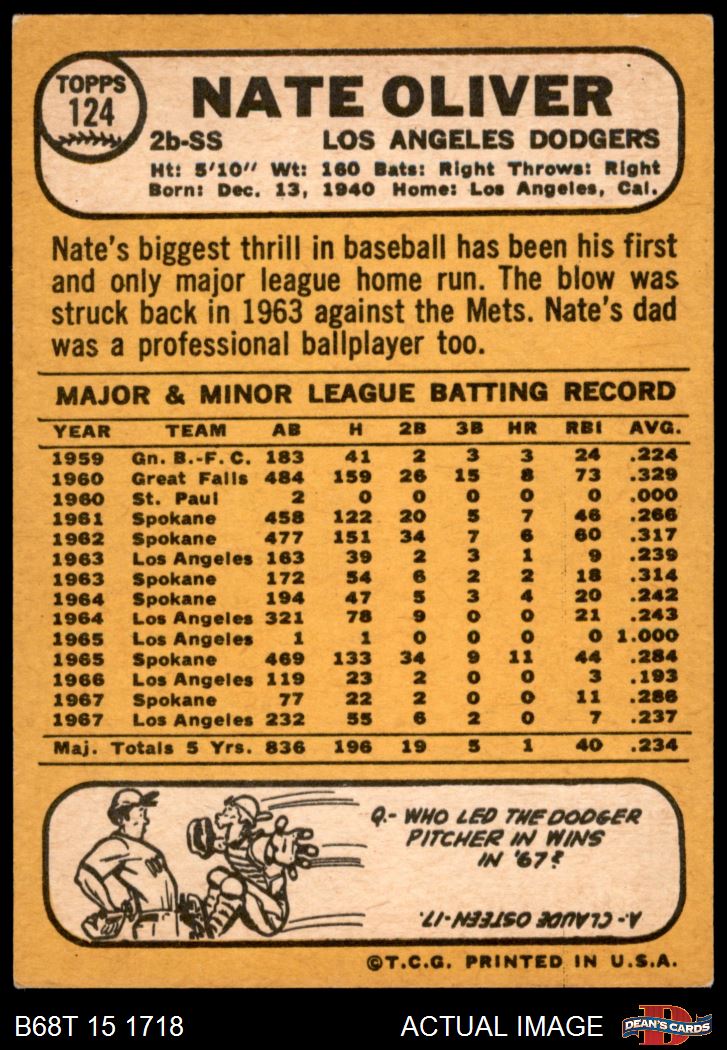 TOPPS
124
NATE OLIVER
2b-SS LOS ANGELES DODGERS
Ht: 5'10" Wt: 160 Bats: Right Throws: Right
Born: Dec. 13, 1940 Home: Los Angeles, Cal.
Nate's biggest thrill in baseball has been his first
and only major league home run. The blow was
struck back in 1963 against the Mets. Nate's dad
was a professional ballplayer too.
MAJOR & MINOR LEAGUE BATTING RECORD
YEAR TEAM AB H 2B 3B HR RBI AVG.
1959 Gn. B.-F. C. 183 41 2 3 3 24 .224
1960 Great Falls 484 159 26 15 8 73 .329
1960 St. Paul 2 0 0 0 0 0 .000
1961 Spokane 458 122 20 5 7 46 .266
1962 Spokane 477 151 34 7 6 60 .317
1963 Los Angeles 163 39 2 3 1 9 .239
1963 Spokane 172 54 6 2 2 18 .314
1964 Spokane 194 47 5 3 4 20 .242
1964 Los Angeles 321 78 9 0 0 21 .243
1965 Los Angeles 1 1 0 0 0 0 1.000
1965 Spokane 469 133 34 9 11 44 .284
1966 Los Angeles 119 23 2 0 0 3 .193
1967 Spokane 77 22 2 0 0 11 .286
1967 Los Angeles 232 55 6 2 0 7 .237
Maj. Totals 5 Yrs. 836 196 19 5 1 40 .234
Q.- WHO LED THE DODGER
PITCHER IN WINS
IN '67?
A.- CLAUDE OSTEEN-17.
©T.C.G. PRINTED IN U.S.A.
B68T 15 1718 ACTUAL IMAGE
D
DEAN'S CARDS